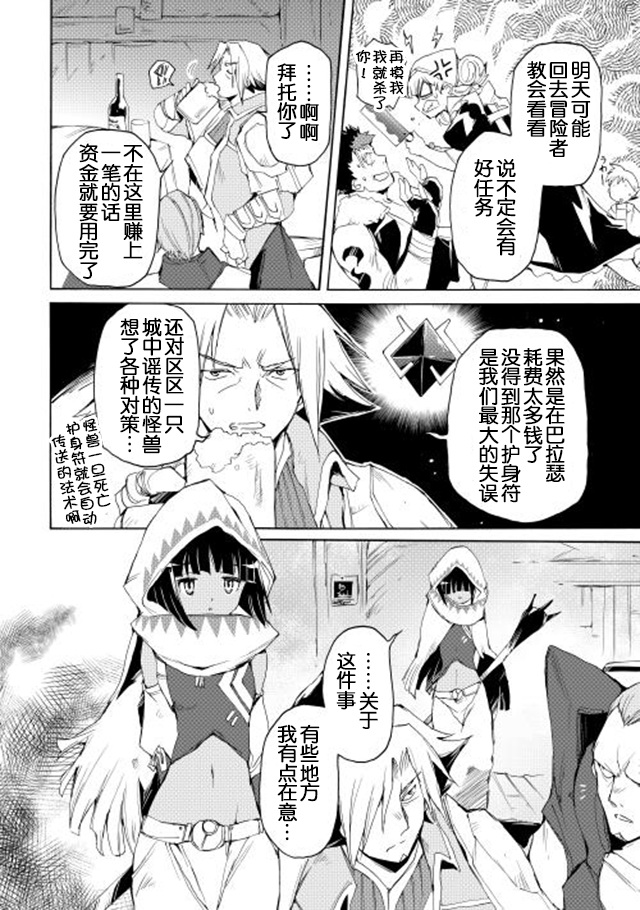 明天可能
回去冒险者
教会看看
说不定会有
好任务
再摸我
我就杀了
你！
……啊啊
拜托你了
不在这里赚上
一笔的话
资金就要用完了
果然是在巴拉瑟
耗费太多钱了
没得到那个护身符
是我们最大的失误
还对区区一只
城中谣传的怪兽
想了各种对策…
怪兽一旦死亡
护身符就会自动
传送的法术啊
……关于
这件事
有些地方
我有点在意…